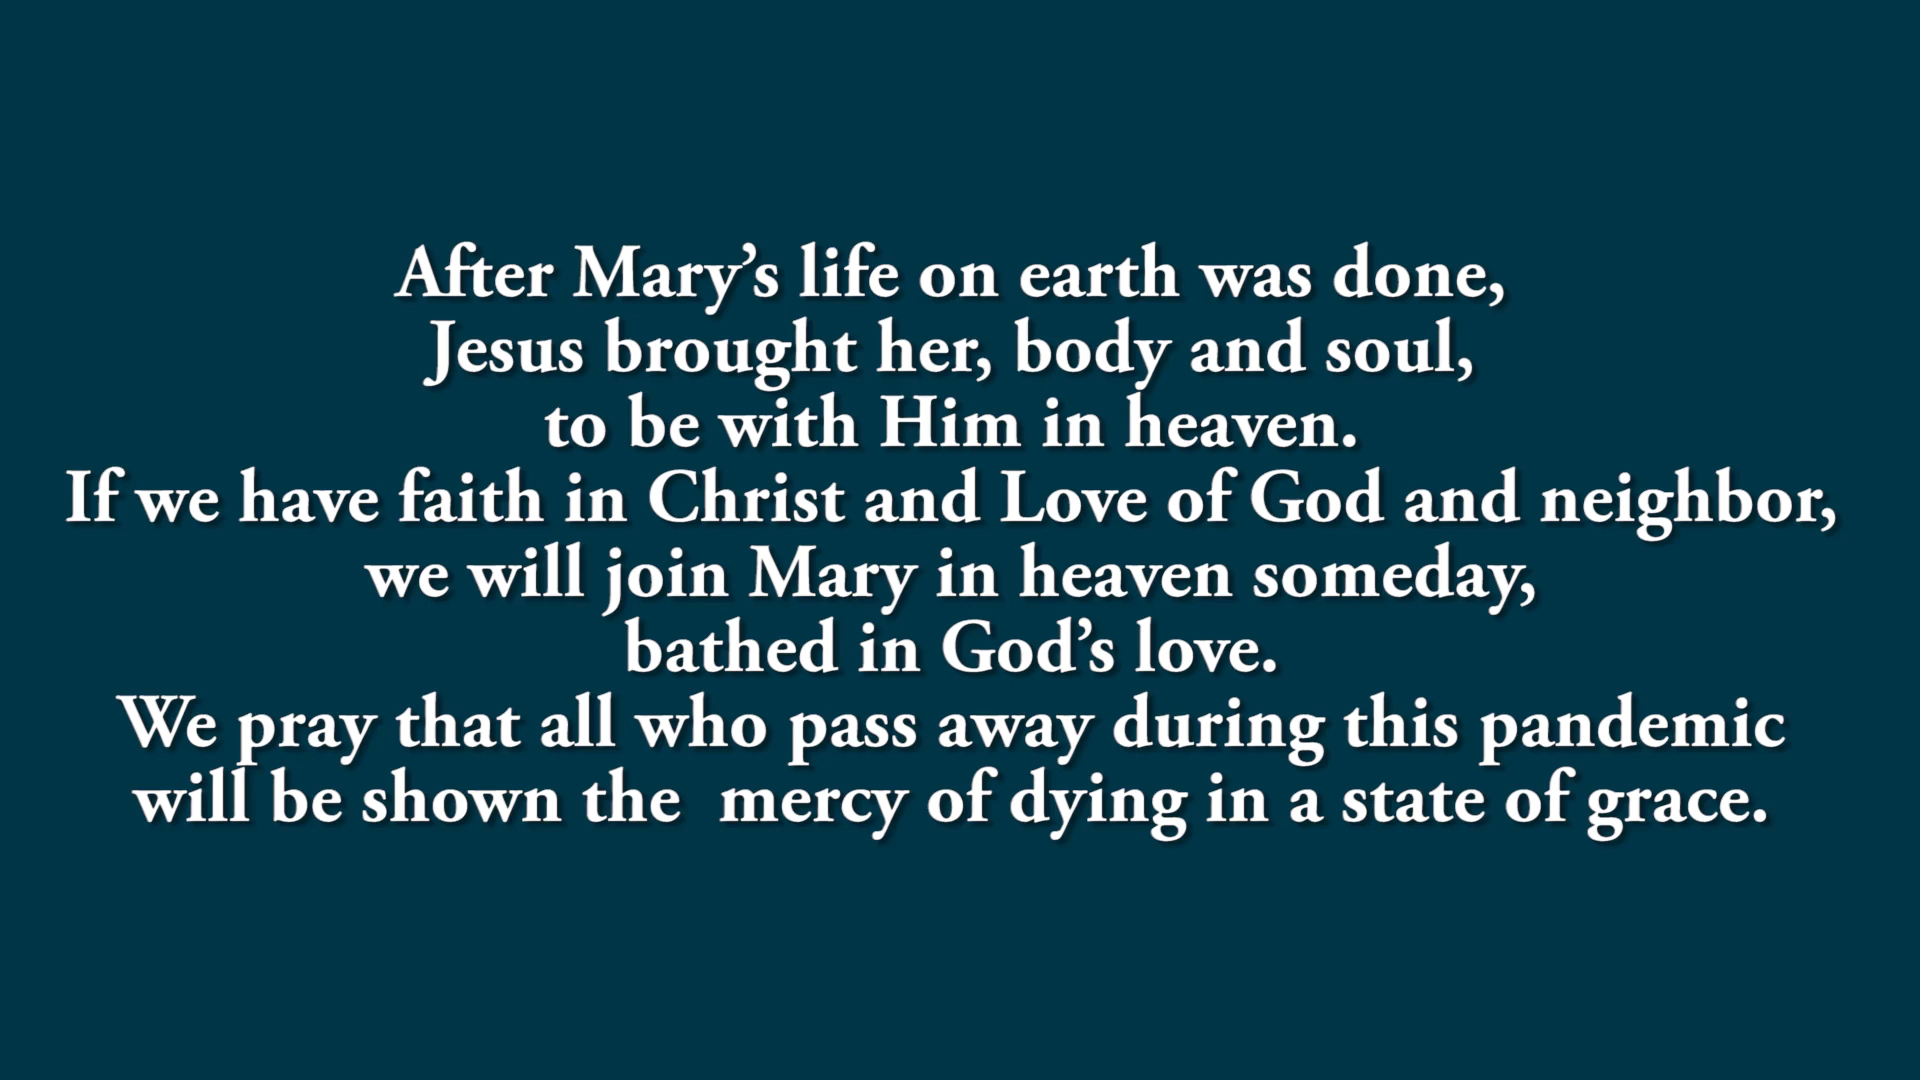 After Mary’s life on earth was done,
Jesus brought her, body and soul,
to be with Him in heaven.
If we have faith in Christ and Love of God and neighbor,
we will join Mary in heaven someday,
bathed in God’s love.
We pray that all who pass away during this pandemic
will be shown the  mercy of dying in a state of grace.